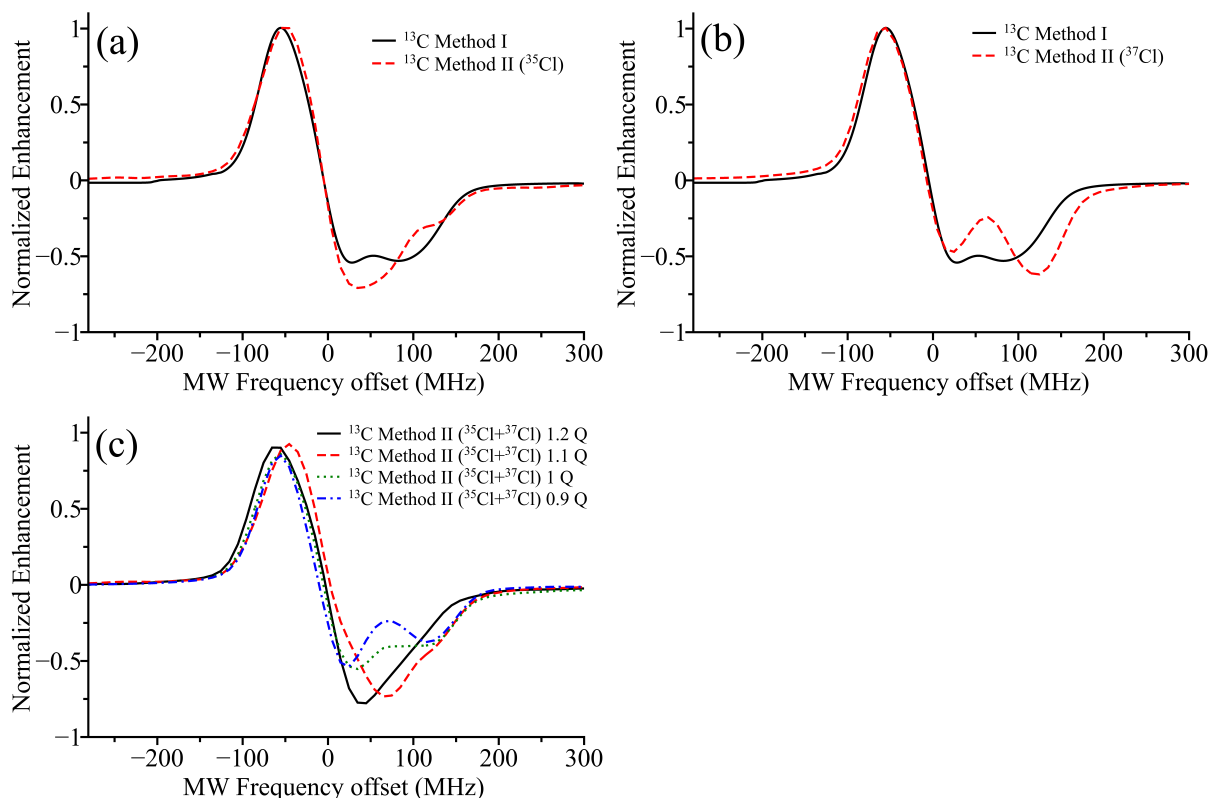 (a)
¹³C Method I
¹³C Method II (³⁵Cl)
Normalized Enhancement
1
0.5
0
−0.5
−1
−200 −100 0 100 200 300
MW Frequency offset (MHz)
(b)
¹³C Method I
¹³C Method II (³⁷Cl)
Normalized Enhancement
1
0.5
0
−0.5
−1
−200 −100 0 100 200 300
MW Frequency offset (MHz)
(c)
¹³C Method II (³⁵Cl+³⁷Cl) 1.2 Q
¹³C Method II (³⁵Cl+³⁷Cl) 1.1 Q
¹³C Method II (³⁵Cl+³⁷Cl) 1 Q
¹³C Method II (³⁵Cl+³⁷Cl) 0.9 Q
Normalized Enhancement
1
0.5
0
−0.5
−1
−200 −100 0 100 200 300
MW Frequency offset (MHz)